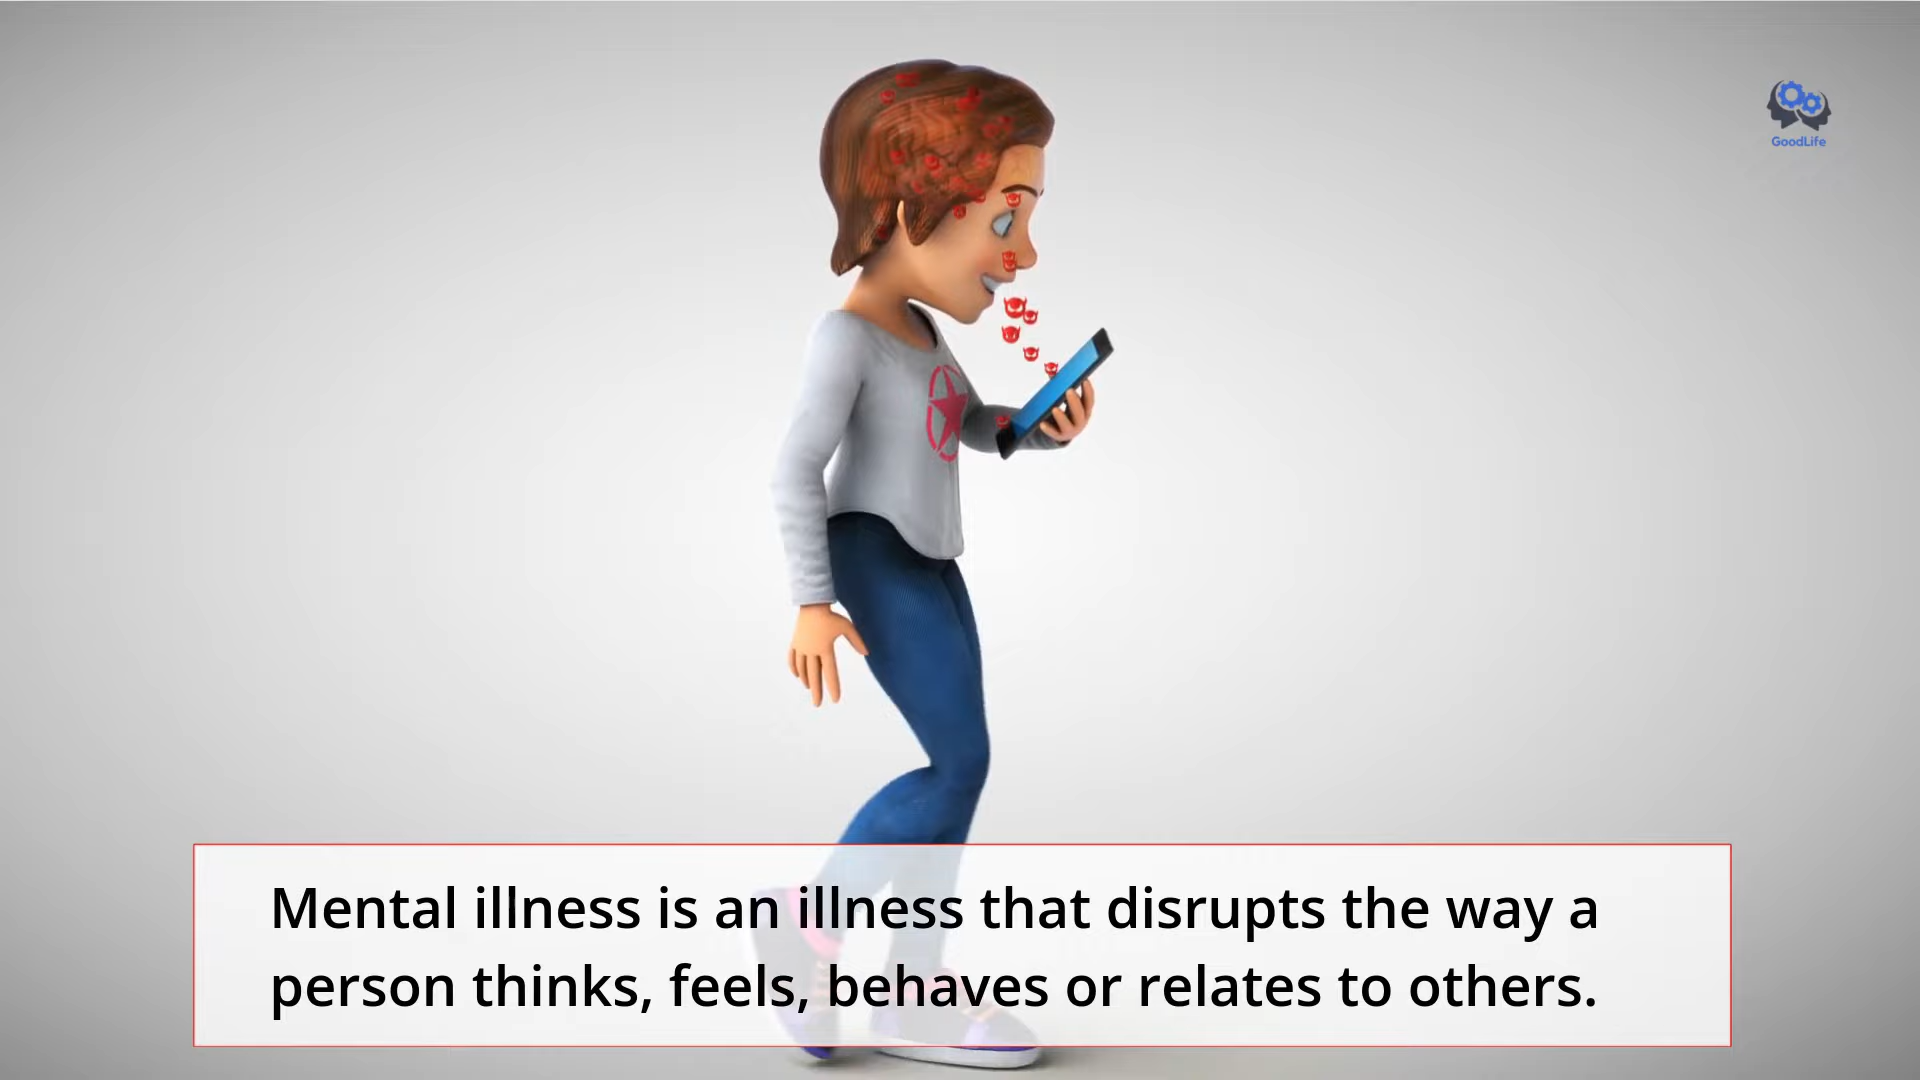 GoodLife
Mental illness is an illness that disrupts the way a
person thinks, feels, behaves or relates to others.